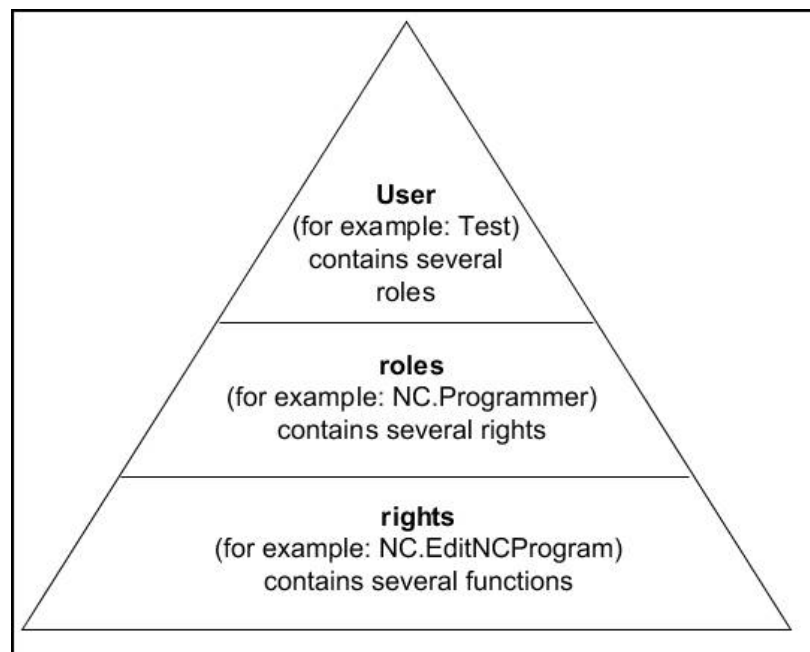 User
(for example: Test)
contains several
roles
roles
(for example: NC.Programmer)
contains several rights
rights
(for example: NC.EditNCProgram)
contains several functions